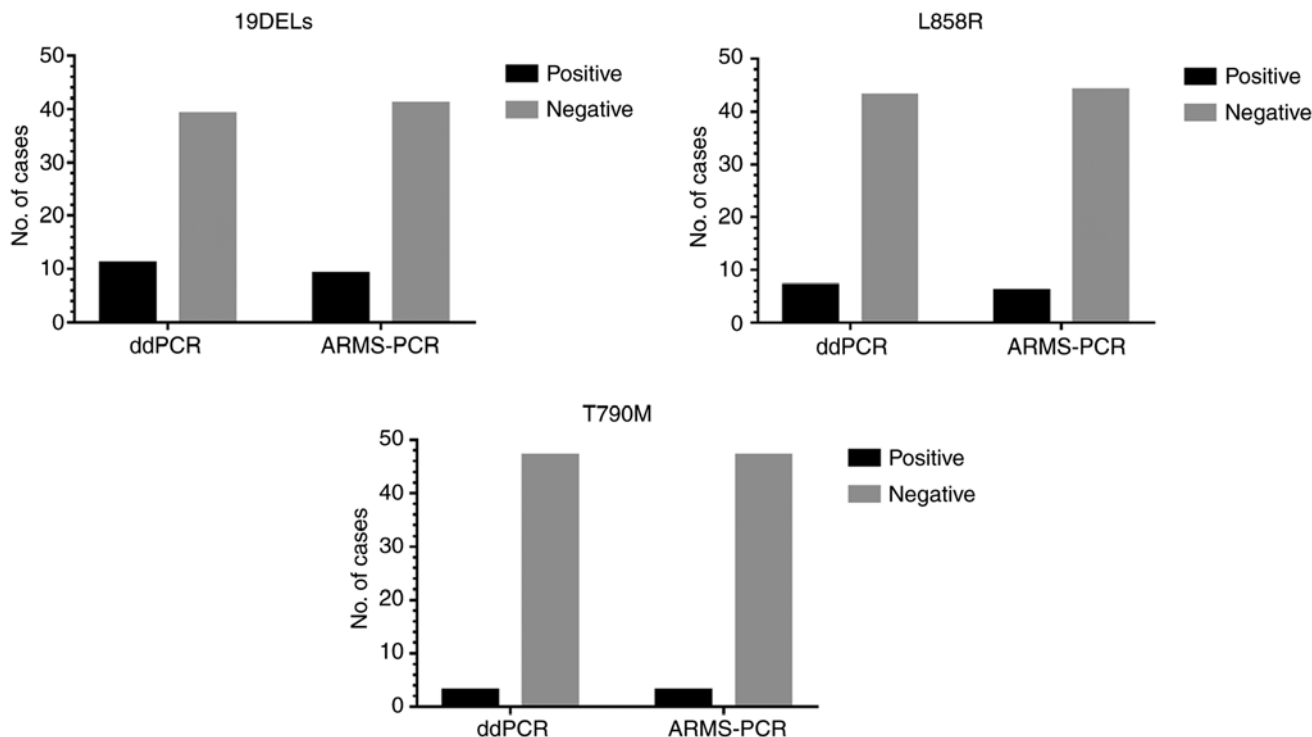 19DELs
No. of cases
50
40
30
20
10
0
ddPCR
ARMS-PCR
Positive
Negative
L858R
No. of cases
50
40
30
20
10
0
ddPCR
ARMS-PCR
Positive
Negative
T790M
No. of cases
50
40
30
20
10
0
ddPCR
ARMS-PCR
Positive
Negative